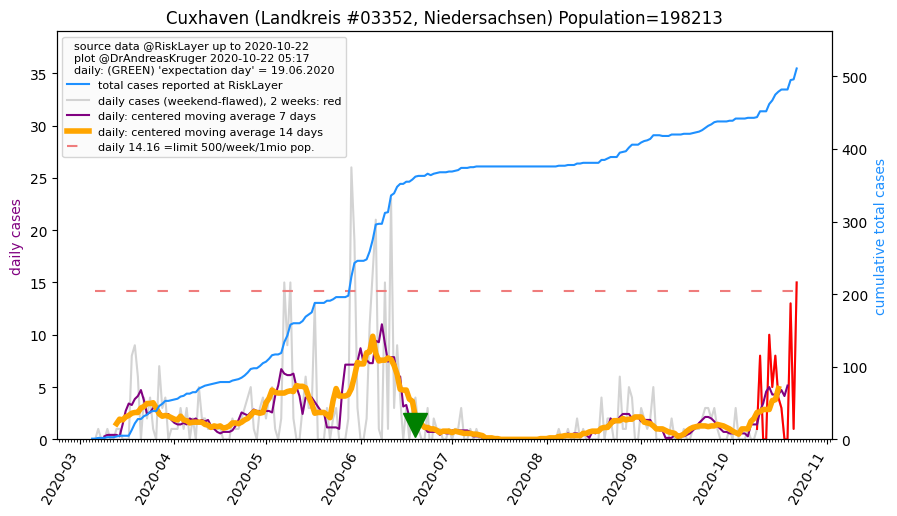 Cuxhaven (Landkreis #03352, Niedersachsen) Population=198213
source data @RiskLayer up to 2020-10-22
plot @DrAndreasKruger 2020-10-22 05:17
daily: (GREEN) 'expectation day' = 19.06.2020
total cases reported at RiskLayer
daily cases (weekend-flawed), 2 weeks: red
daily: centered moving average 7 days
daily: centered moving average 14 days
daily 14.16 =limit 500/week/1mio pop.
daily cases
35
30
25
20
15
10
5
0
cumulative total cases
500
400
300
200
100
0
2020-03
2020-04
2020-05
2020-06
2020-07
2020-08
2020-09
2020-10
2020-11